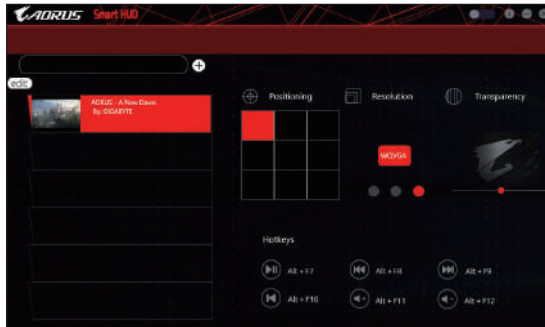 AORUS Smart HUD
edit
AORUS - A New Dawn
By: GIGABYTE
Positioning
Resolution
Transparency
WQVGA
Hotkeys
Alt + F7
Alt + F8
Alt + F9
Alt + F10
Alt + F11
Alt + F12